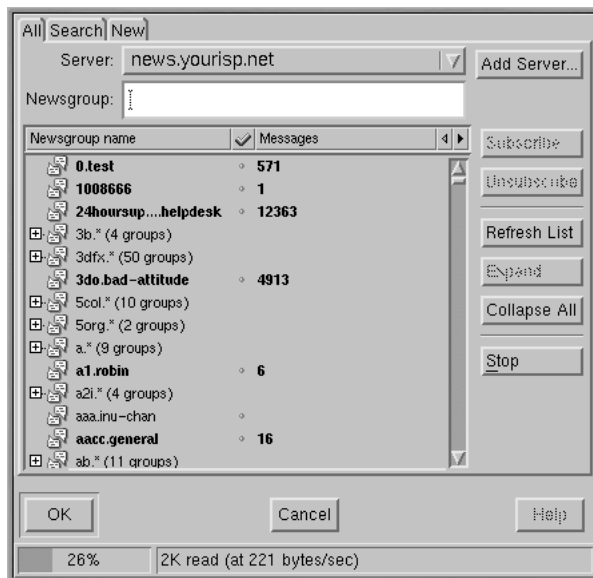 All Search New
Server: news.yourisp.net Add Server...
Newsgroup:
Newsgroup name Messages
Subscribe
Unsubscribe
Refresh List
Expand
Collapse All
Stop
0.test 571
1008666 1
24hoursup....helpdesk 12363
3b.* (4 groups)
3dfx.* (50 groups)
3do.bad-attitude 4913
5col.* (10 groups)
5org.* (2 groups)
a.* (9 groups)
a1.robin 6
a2i.* (4 groups)
aaa.inu-chan
aacc.general 16
ab.* (11 groups)
OK Cancel Help
26% 2K read (at 221 bytes/sec)